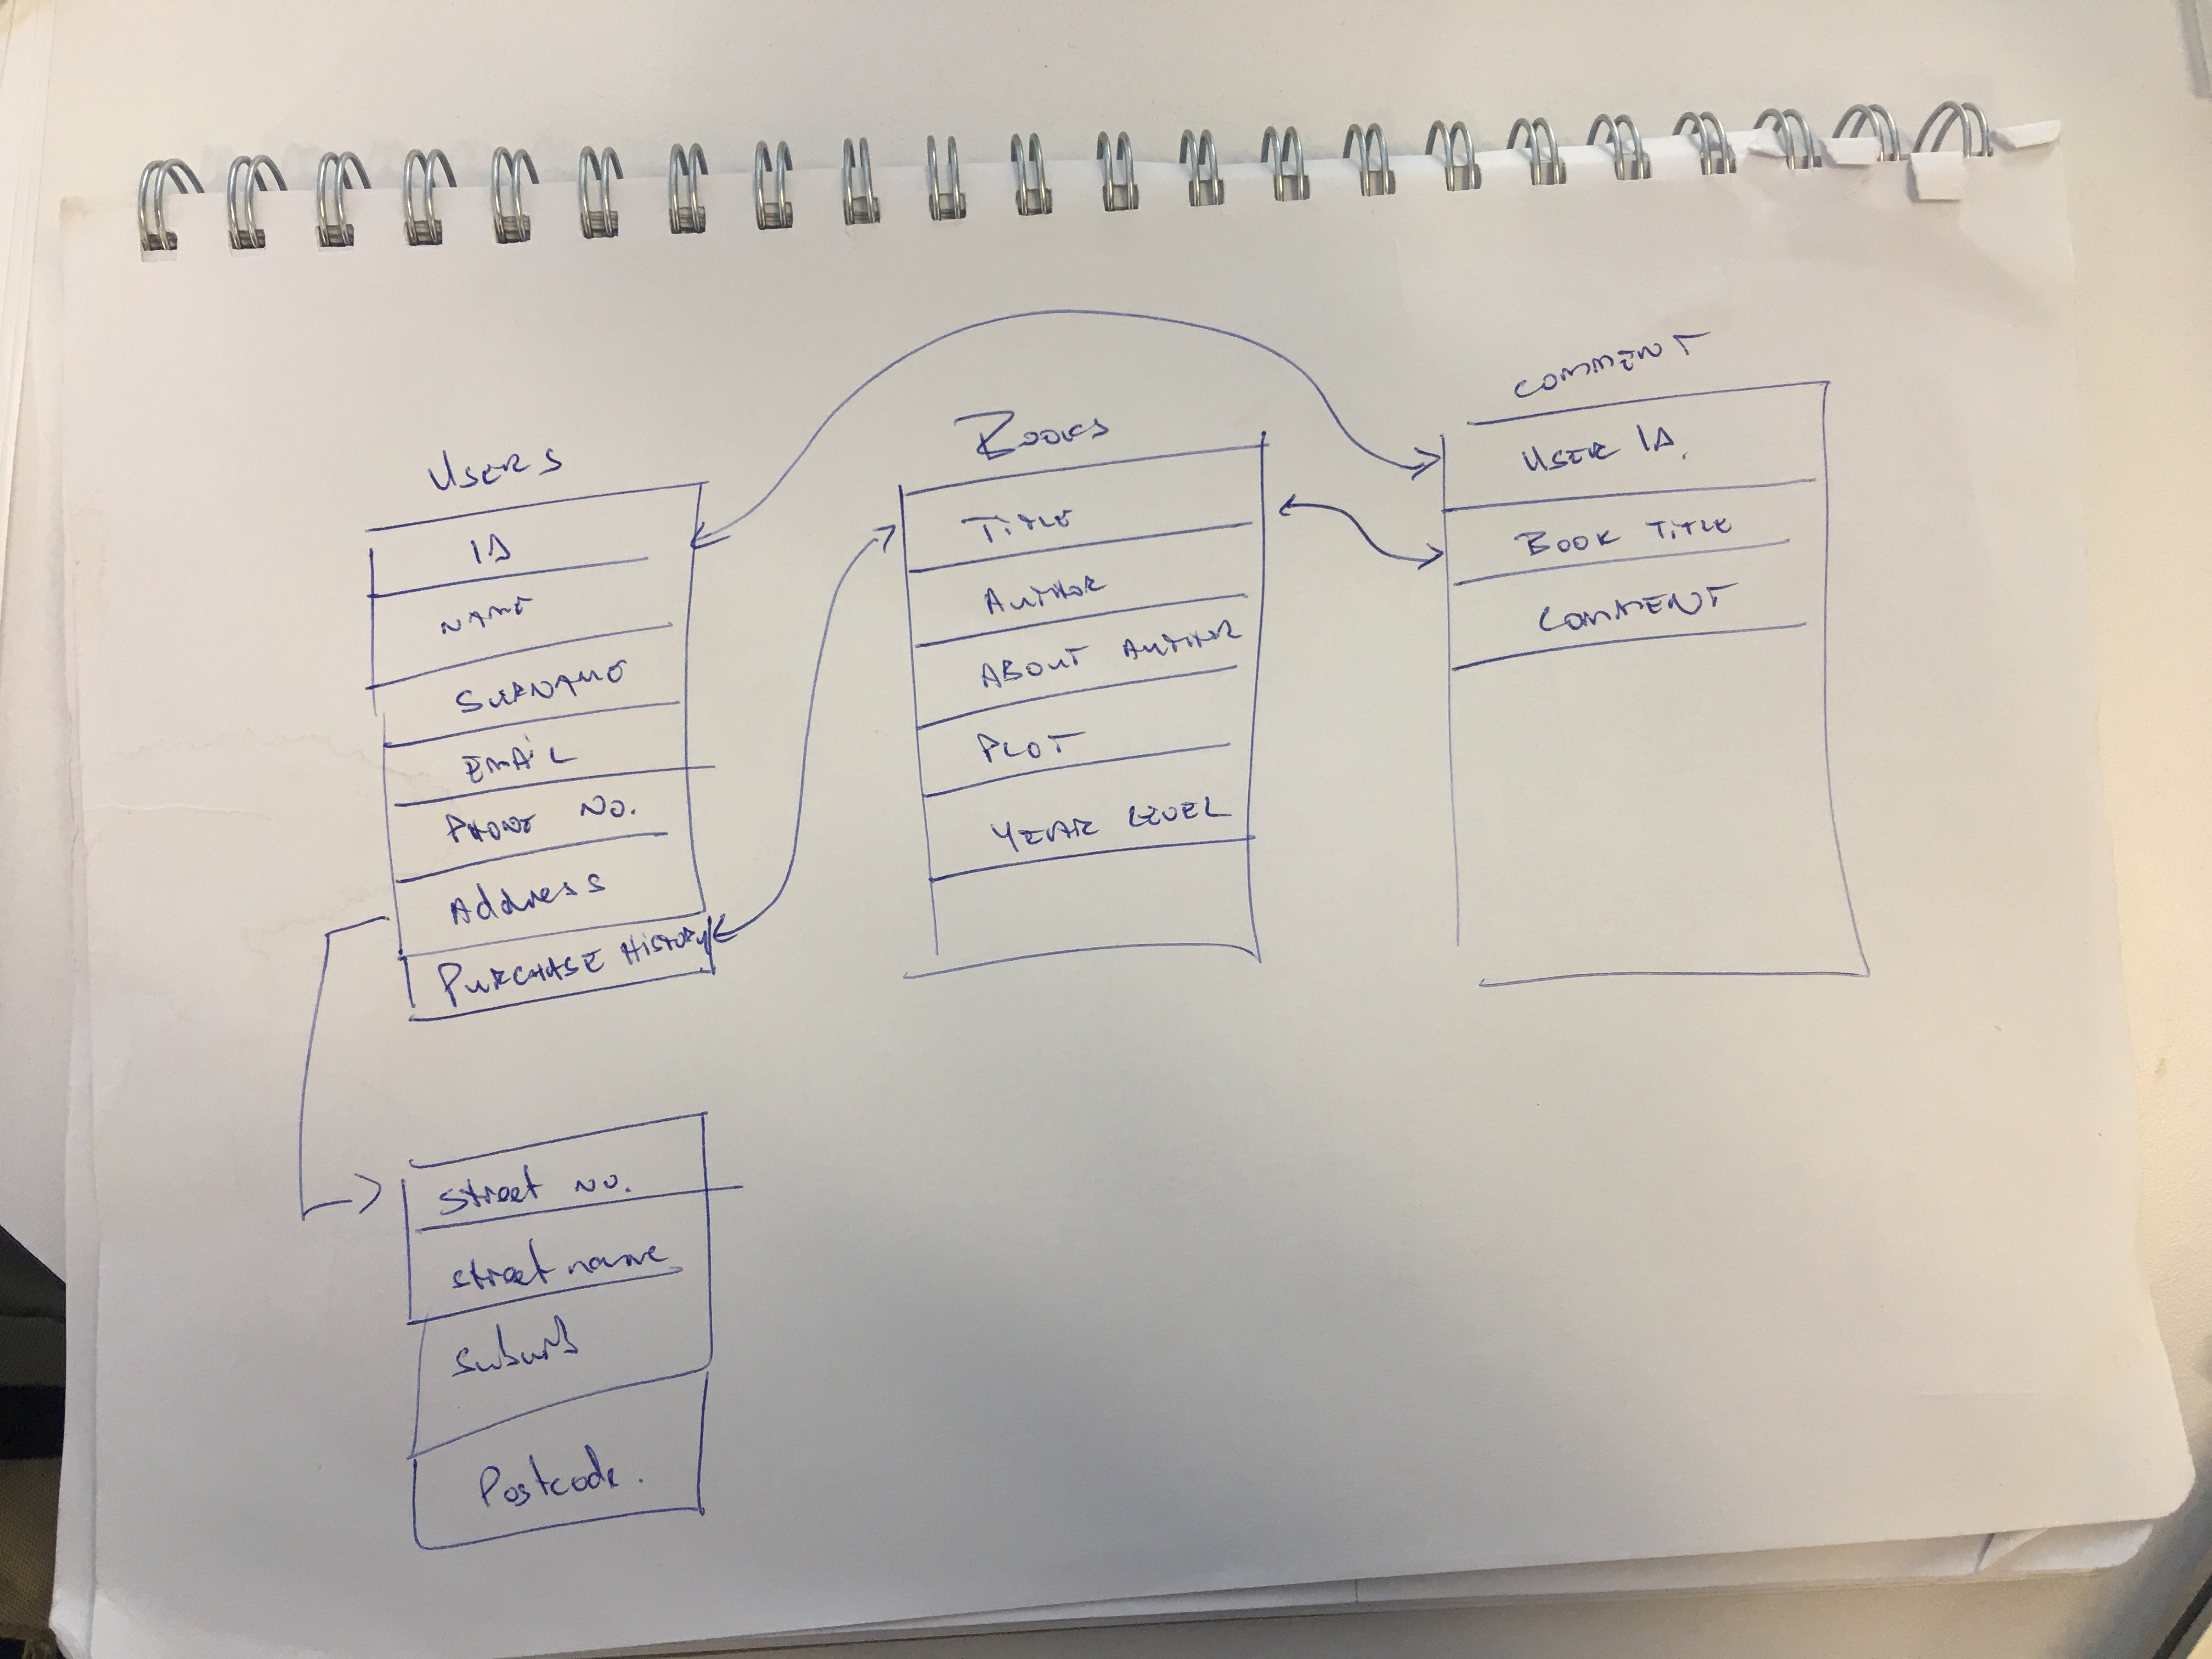 Users
ID
Name
Surname
Email
Phone No.
Address
Purchase History
Street No.
Street name
Suburb
Postcode.
Books
Title
Author
About Author
Plot
Year Level
Comment
User ID.
Book Title
Comment